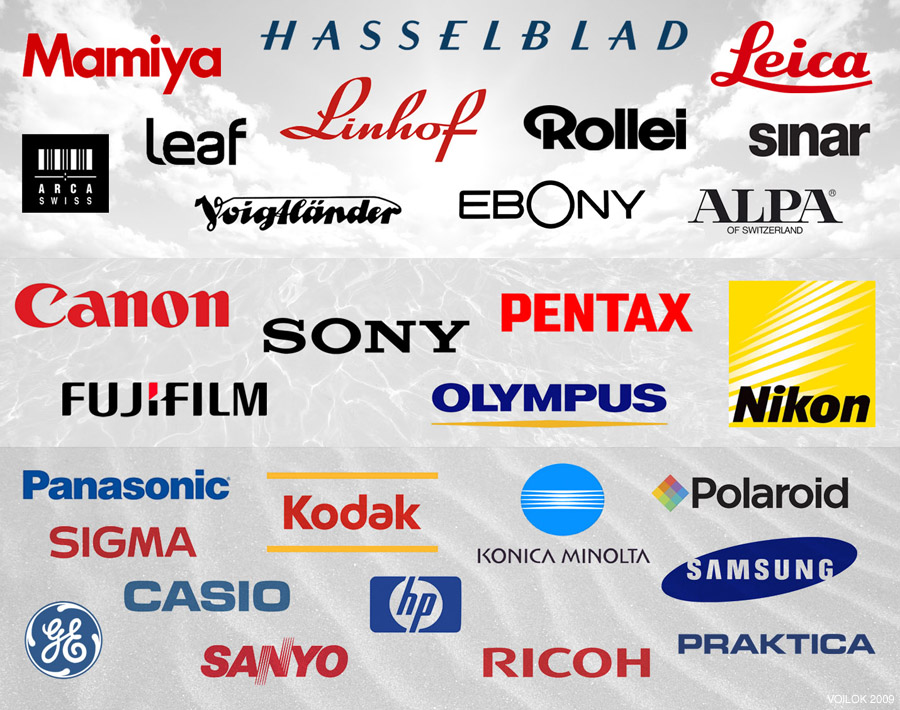 Mamiya
HASSELBLAD
Leica
ARCA
SWISS
leaf
Linhof
Rollei
sınar
Voigtländer
EBONY
ALPA®
OF SWITZERLAND
Canon
SONY
PENTAX
Nikon
FUJIFILM
OLYMPUS
Panasonic
Kodak
KONICA MINOLTA
Polaroid
SIGMA
SAMSUNG
CASIO
hp
GE
SANYO
RICOH
PRAKTICA
VOILOK 2009